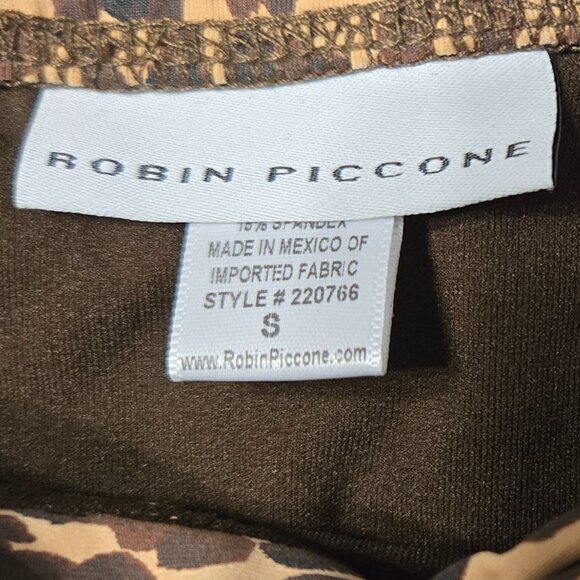 ROBIN PICCONE
SPANDEX
MADE IN MEXICO OF
IMPORTED FABRIC
STYLE # 220766
S
www.RobinPiccone.com